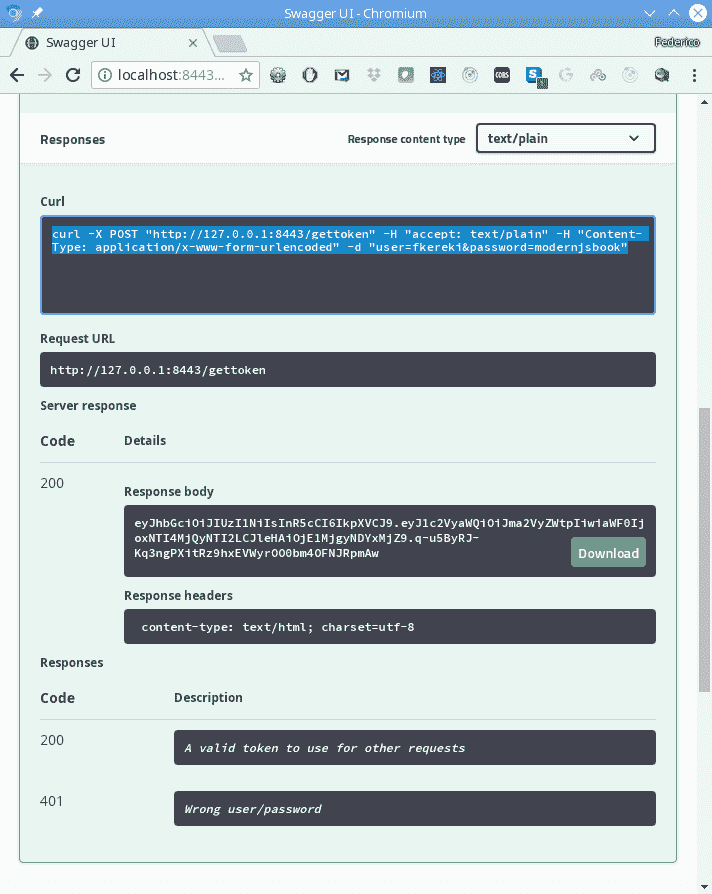 Swagger UI - Chromium
Swagger UI
Federico
localhost:8443...
CORS
Responses
Response content type
text/plain
Curl
curl -X POST "http://127.0.0.1:8443/gettoken" -H "accept: text/plain" -H "Content-
Type: application/x-www-form-urlencoded" -d "user=fkereki&password=modernjsbook"
Request URL
http://127.0.0.1:8443/gettoken
Server response
Code Details
200
Response body
eyJhbGciOiJIUzI1NiIsInR5cCI6IkpXVCJ9.eyJ1c2VyaWQiOiJma2VyZWtpIiwiaWF0Ij
oxNTI4MjQyNTI2LCJleHAiOjE1MjgyNDYxMjZ9.q-u5ByRJ-
Kq3ngPXitRz9hxEVWyrOO0bm4OFNJRpmAw
Download
Response headers
content-type: text/html; charset=utf-8
Responses
Code Description
200 A valid token to use for other requests
401 Wrong user/password